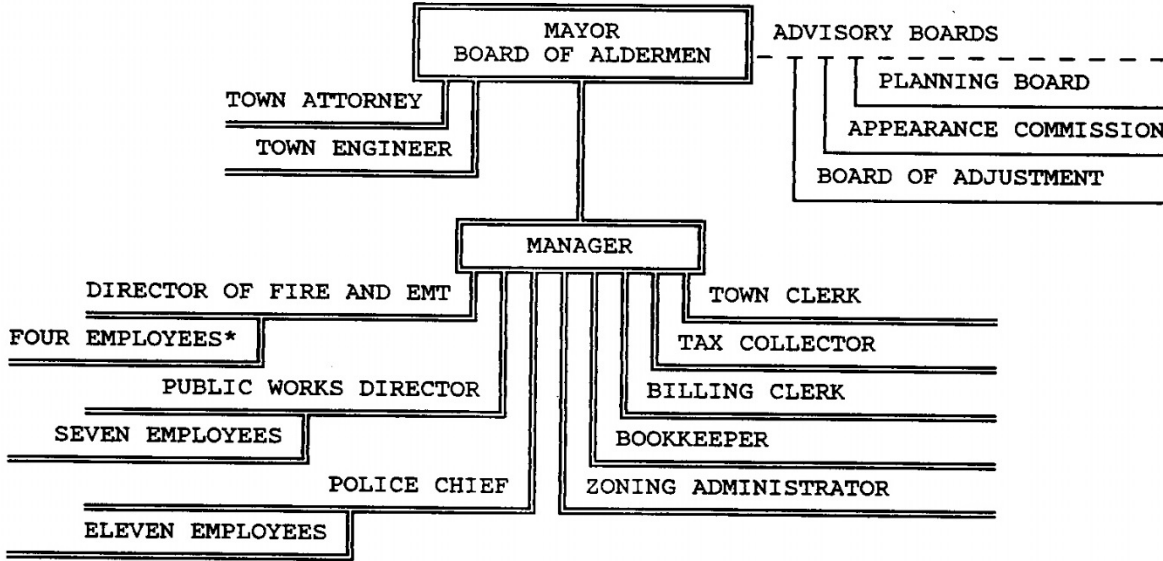 MAYOR
BOARD OF ALDERMEN
ADVISORY BOARDS
PLANNING BOARD
TOWN ATTORNEY
APPEARANCE COMMISSION
TOWN ENGINEER
BOARD OF ADJUSTMENT
MANAGER
DIRECTOR OF FIRE AND EMT
TOWN CLERK
FOUR EMPLOYEES*
TAX COLLECTOR
PUBLIC WORKS DIRECTOR
BILLING CLERK
SEVEN EMPLOYEES
BOOKKEEPER
POLICE CHIEF
ZONING ADMINISTRATOR
ELEVEN EMPLOYEES